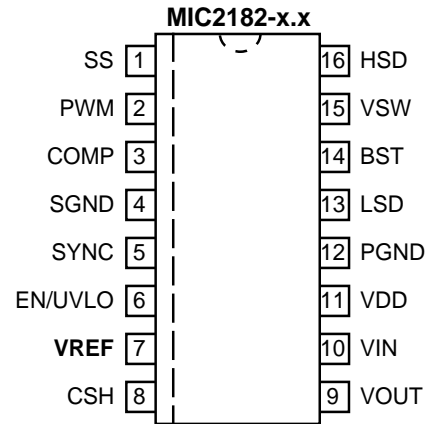 MIC2182-x.x
SS 1 16 HSD
PWM 2 15 VSW
COMP 3 14 BST
SGND 4 13 LSD
SYNC 5 12 PGND
EN/UVLO 6 11 VDD
VREF 7 10 VIN
CSH 8 9 VOUT